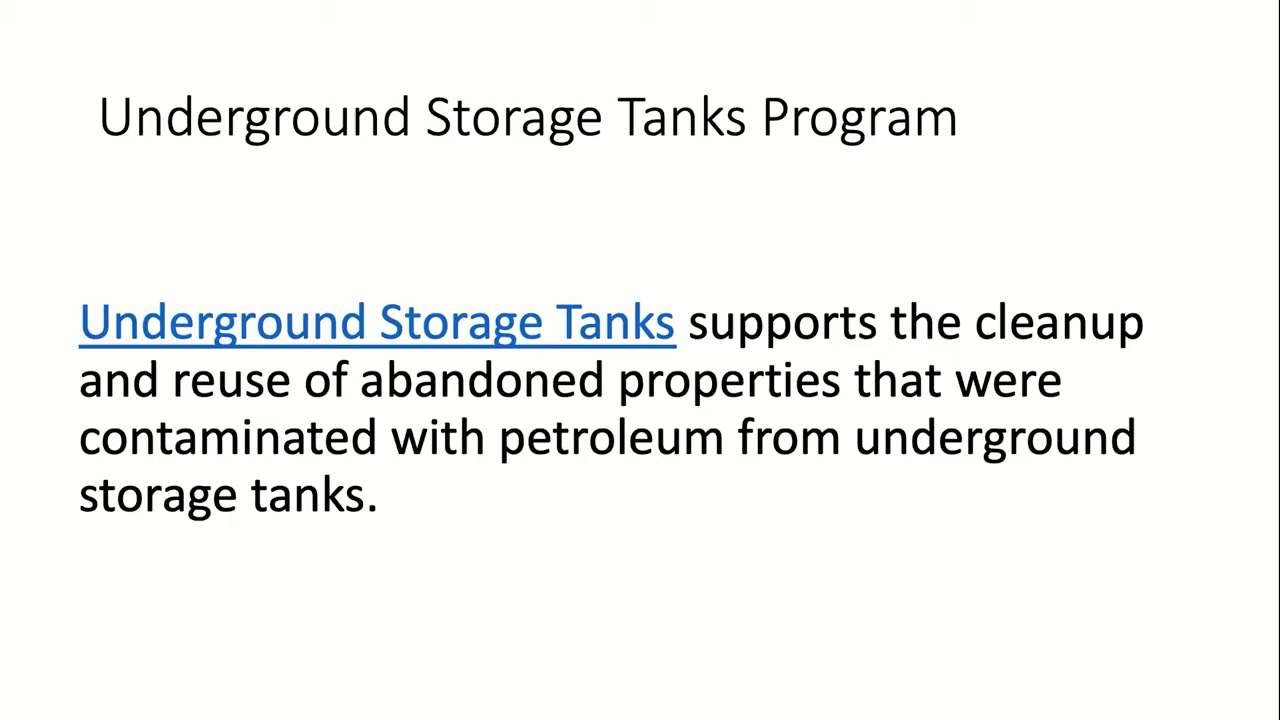 Underground Storage Tanks Program
Underground Storage Tanks supports the cleanup
and reuse of abandoned properties that were
contaminated with petroleum from underground
storage tanks.